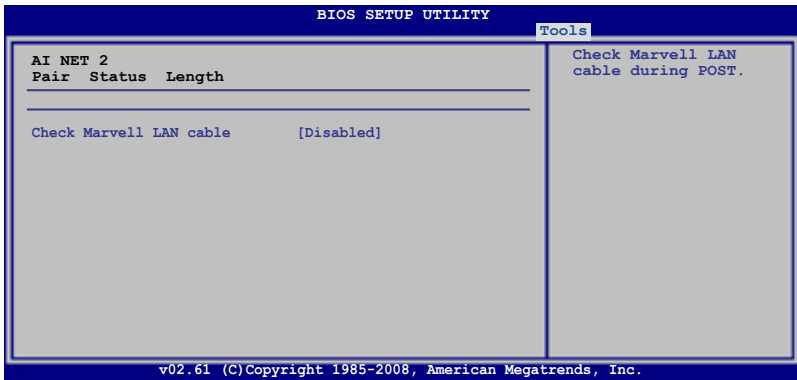 BIOS SETUP UTILITY
Tools
AI NET 2
Pair Status Length
Check Marvell LAN cable [Disabled]
Check Marvell LAN
cable during POST.
v02.61 (C)Copyright 1985-2008, American Megatrends, Inc.